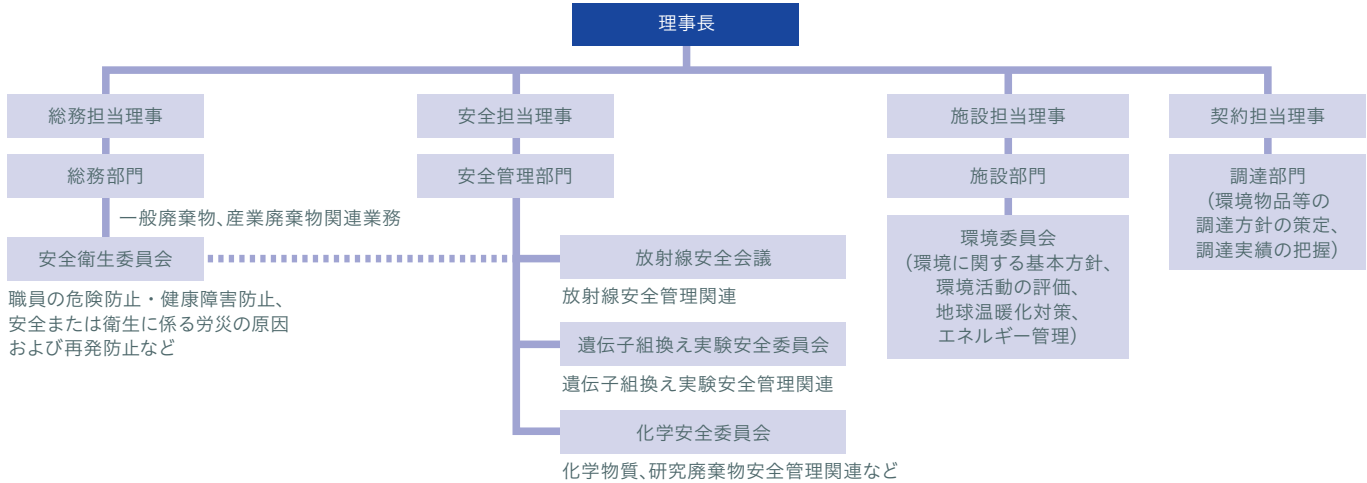 理事長
総務担当理事
安全担当理事
施設担当理事
契約担当理事
総務部門
安全管理部門
施設部門
調達部門
(環境物品等の
調達方針の策定、
調達実績の把握)
一般廃棄物、産業廃棄物関連業務
安全衛生委員会
職員の危険防止・健康障害防止、
安全または衛生に係る労災の原因
および再発防止など
放射線安全会議
放射線安全管理関連
遺伝子組換え実験安全委員会
遺伝子組換え実験安全管理関連
化学安全委員会
化学物質、研究廃棄物安全管理関連など
環境委員会
(環境に関する基本方針、
環境活動の評価、
地球温暖化対策、
エネルギー管理)